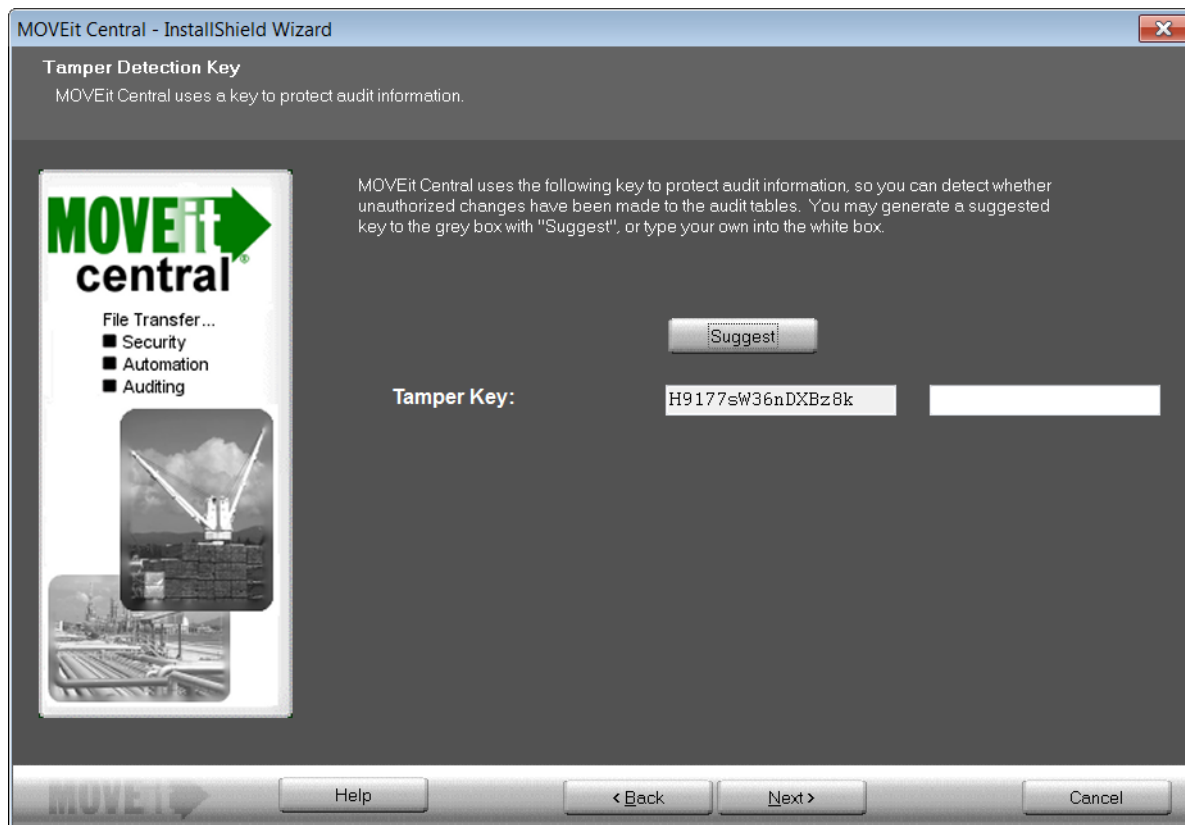 MOVEit Central - InstallShield Wizard
Tamper Detection Key
MOVEit Central uses a key to protect audit information.
MOVEit
central®
File Transfer...
Security
Automation
Auditing
MOVEit Central uses the following key to protect audit information, so you can detect whether
unauthorized changes have been made to the audit tables. You may generate a suggested
key to the grey box with "Suggest", or type your own into the white box.
Suggest
Tamper Key:
H9177sW36nDXBz8k
MOVEit
Help
< Back
Next >
Cancel